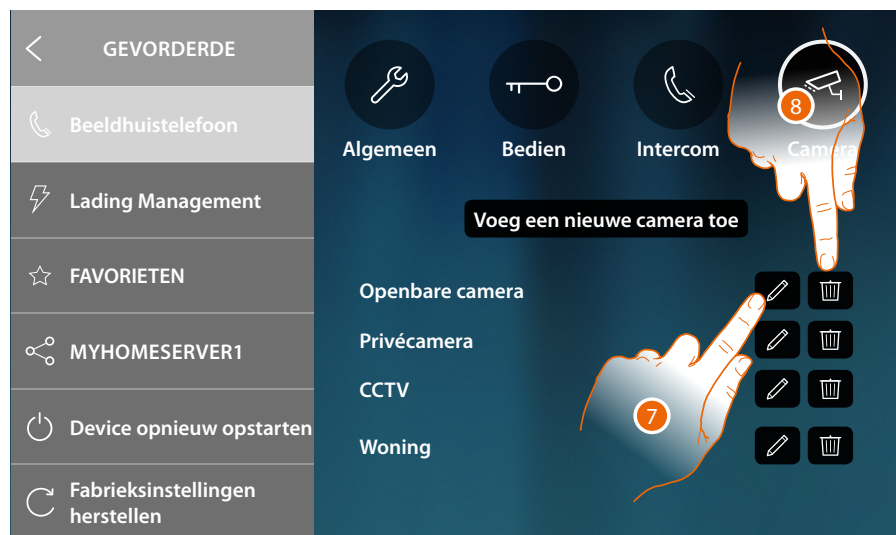 GEVORDERDE
Beeldhuistelefoon
Lading Management
FAVORIETEN
MYHOMESERVER1
Device opnieuw opstarten
Fabrieksinstellingen
herstellen
Algemeen
Bedien
Intercom
Camera
8
Voeg een nieuwe camera toe
Openbare camera
Privécamera
CCTV
Woning
7